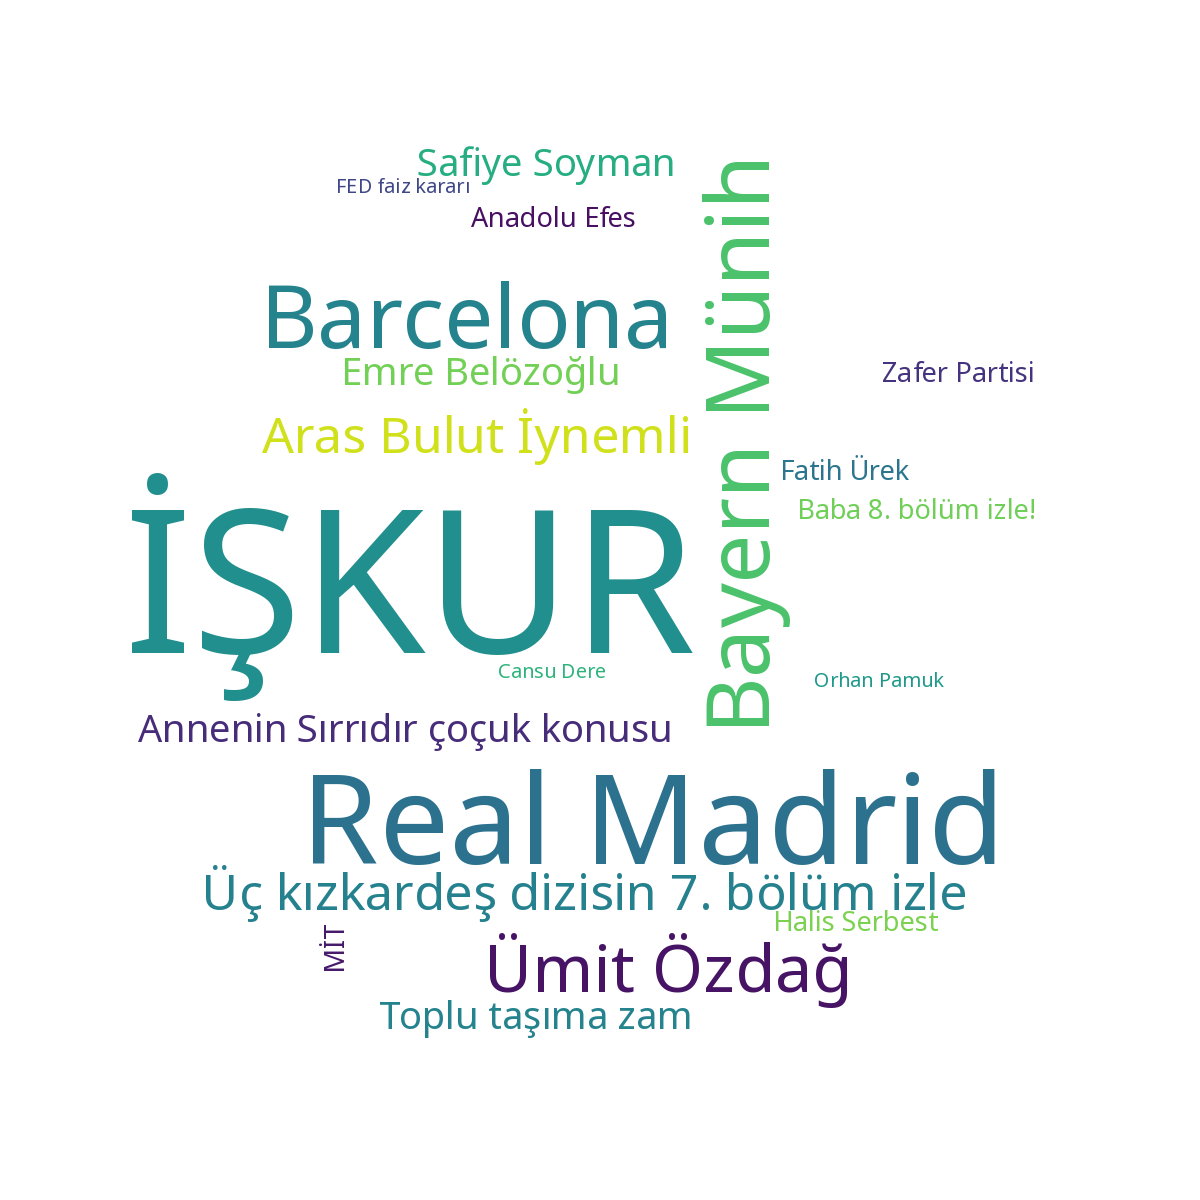 Safiye Soyman
FED faiz kararı
Anadolu Efes
Bayern Münih
Barcelona
Emre Belözoğlu
Zafer Partisi
Aras Bulut İynemli
Fatih Ürek
Baba 8. bölüm izle!
İŞKUR
Cansu Dere
Orhan Pamuk
Annenin Sırrıdır çoçuk konusu
Real Madrid
Üç kızkardeş dizisin 7. bölüm izle
Halis Serbest
MİT
Ümit Özdağ
Toplu taşıma zam